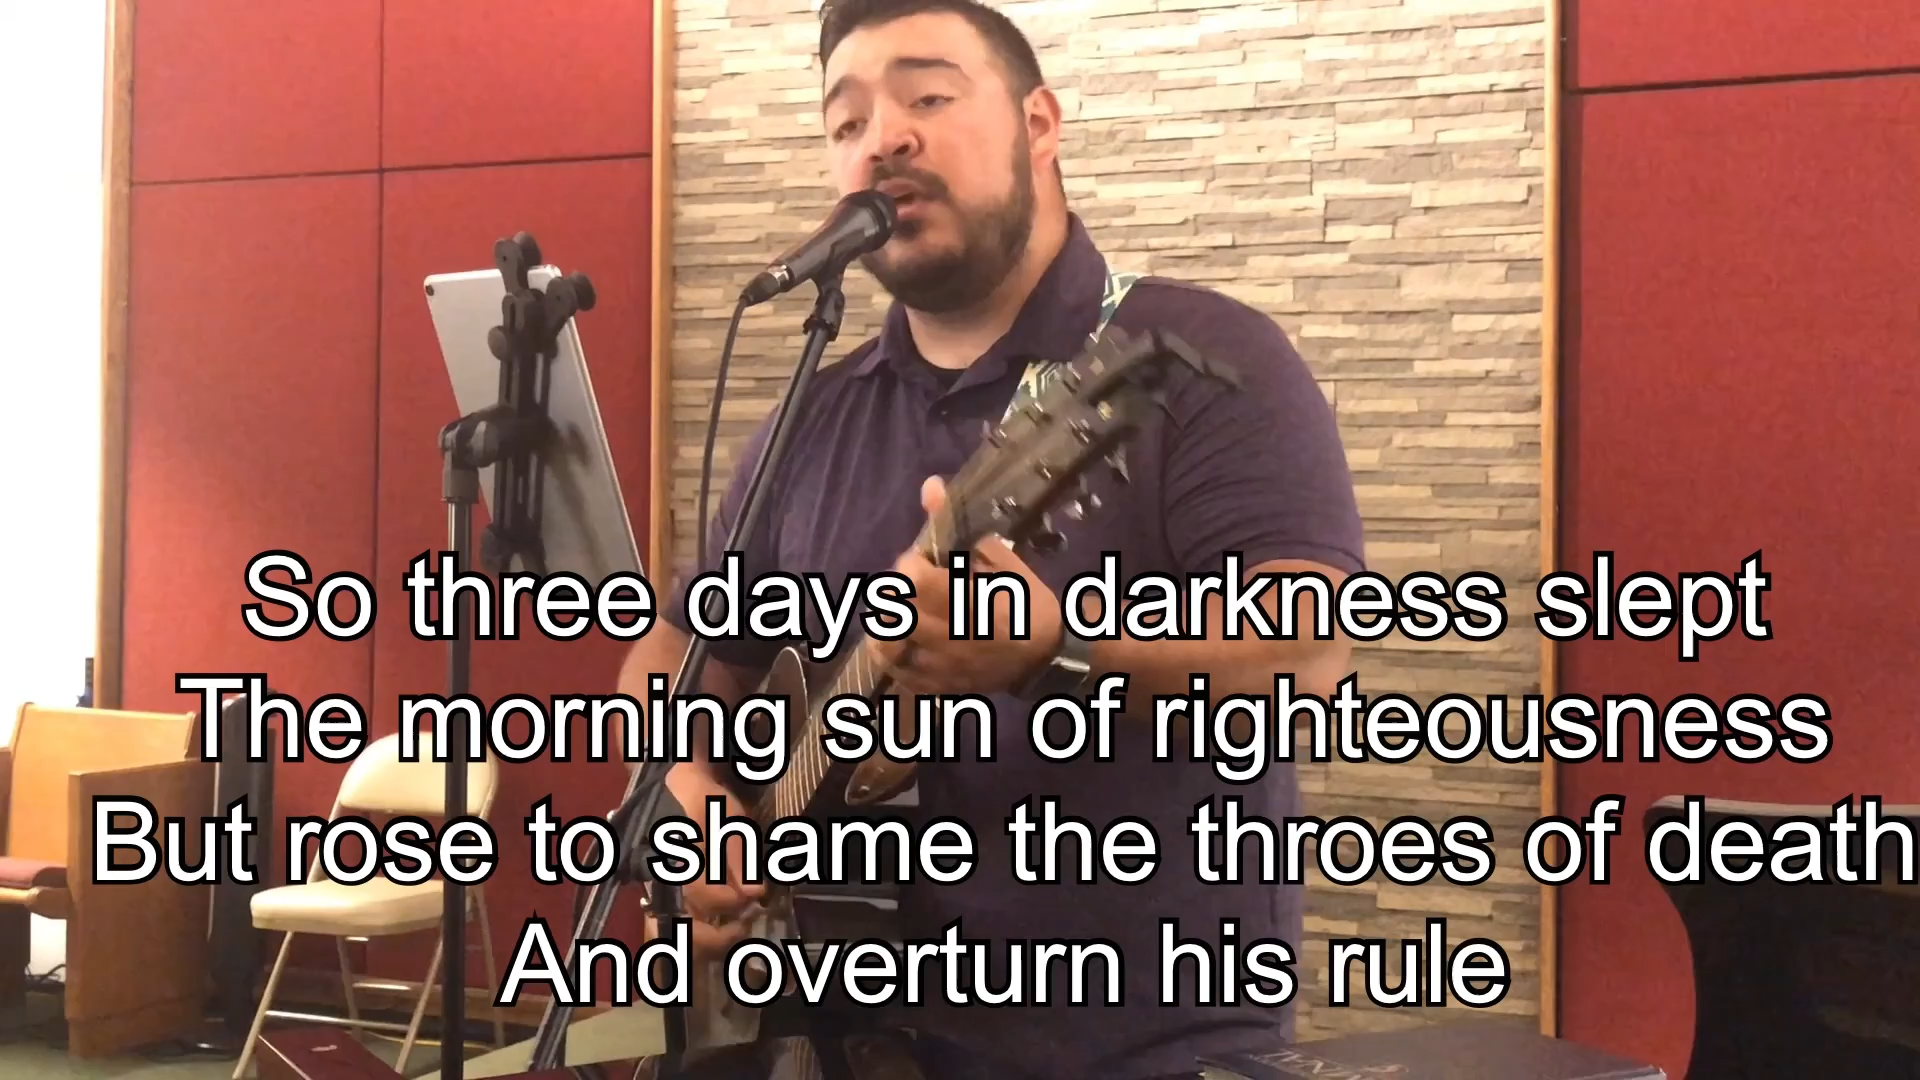 So three days in darkness slept
The morning sun of righteousness
But rose to shame the throes of death
And overturn his rule